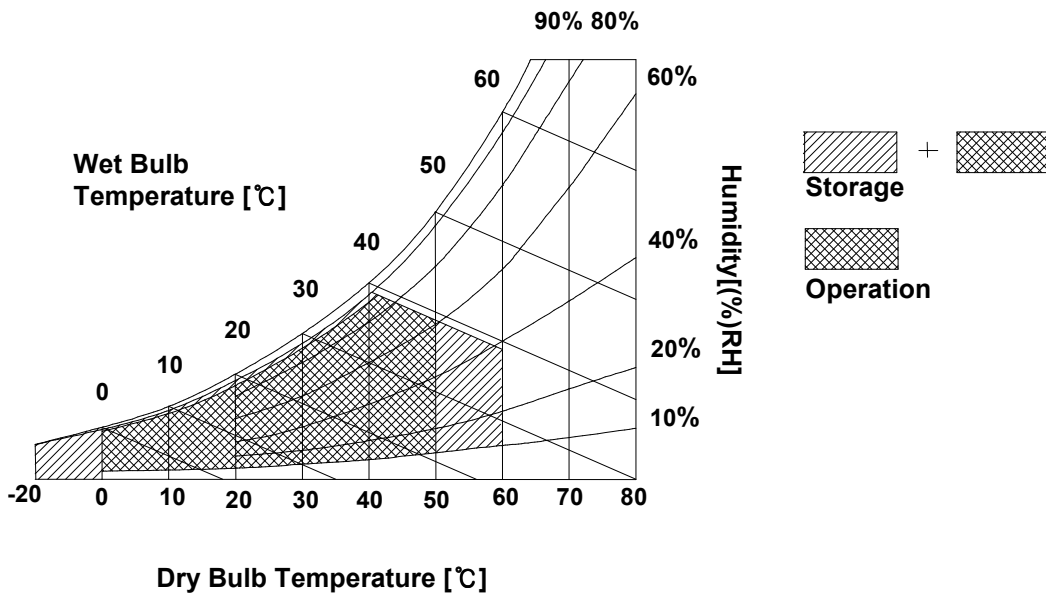 90% 80%
60
60%
Wet Bulb
Temperature [℃]
50
40
40%
30
20
20%
10
10%
0
Humidity[(%)RH]
+
Storage
Operation
-20 0 10 20 30 40 50 60 70 80
Dry Bulb Temperature [℃]